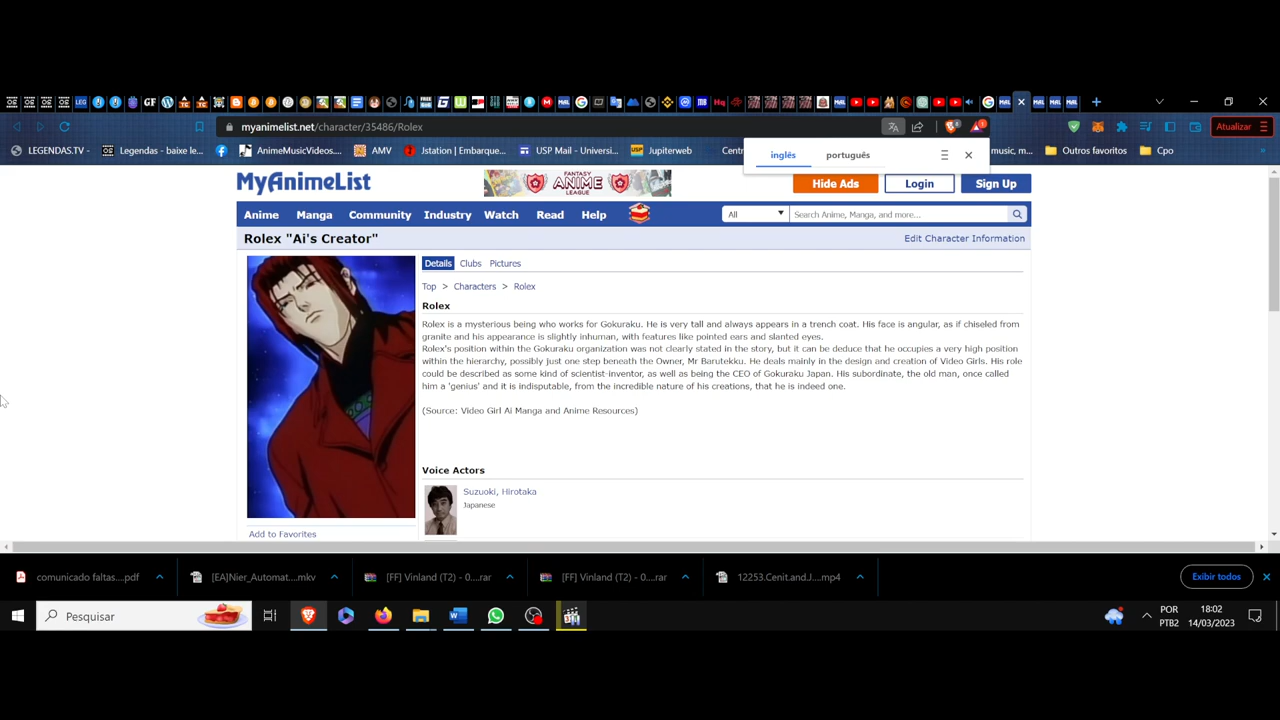 myanimelist.net/character/35486/Rolex
Atualizar
LEGENDAS.TV -
Legendas - baixe le...
AnimeMusicVideos...
AMV
Jstation | Embarque...
USP Mail - Universi...
Jupiterweb
Centr
music, m...
Outros favoritos
Cpo
inglês
português
MyAnimeList
FANTASY
ANIME
LEAGUE
Hide Ads
Login
Sign Up
Anime
Manga
Community
Industry
Watch
Read
Help
All
Search Anime, Manga, and more...
Rolex "Ai's Creator"
Edit Character Information
Details
Clubs
Pictures
Top > Characters > Rolex
Rolex
Rolex is a mysterious being who works for Gokuraku. He is very tall and always appears in a trench coat. His face is angular, as if chiseled from
granite and his appearance is slightly inhuman, with features like pointed ears and slanted eyes.
Rolex's position within the Gokuraku organization was not clearly stated in the story, but it can be deduce that he occupies a very high position
within the hierarchy, possibly just one step beneath the Owner, Mr Barutekku. He deals mainly in the design and creation of Video Girls. His role
could be described as some kind of scientist-inventor, as well as being the CEO of Gokuraku Japan. His subordinate, the old man, once called
him a 'genius' and it is indisputable, from the incredible nature of his creations, that he is indeed one.
(Source: Video Girl Ai Manga and Anime Resources)
Voice Actors
Suzuoki, Hirotaka
Japanese
Add to Favorites
comunicado faltas....pdf
[EA]Nier_Automat....mkv
[FF] Vinland (T2) - 0....rar
[FF] Vinland (T2) - 0....rar
12253.Cenit.and.J....mp4
Exibir todos
Pesquisar
POR
PTB2
18:02
14/03/2023